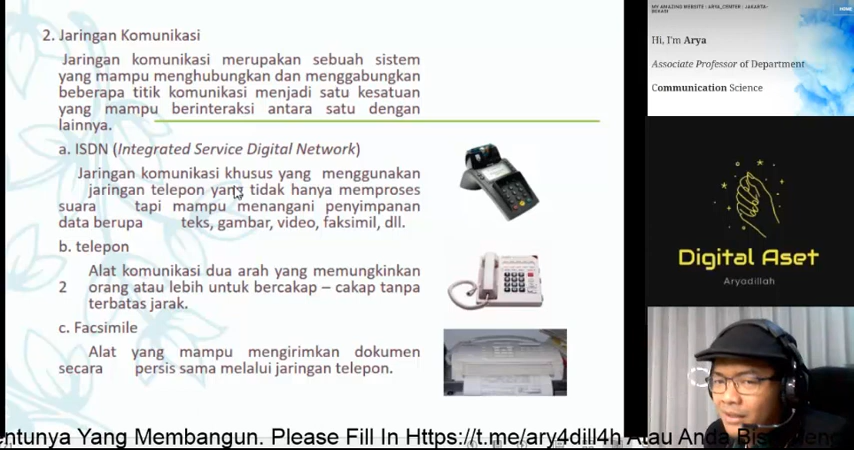 2. Jaringan Komunikasi
Jaringan komunikasi merupakan sebuah sistem
yang mampu menghubungkan dan menggabungkan
beberapa titik komunikasi menjadi satu kesatuan
yang mampu berinteraksi antara satu dengan
lainnya.
a. ISDN (Integrated Service Digital Network)
Jaringan komunikasi khusus yang menggunakan
jaringan telepon yang tidak hanya memproses
suara tapi mampu menangani penyimpanan
data berupa teks, gambar, video, faksimil, dll.
b. telepon
Alat komunikasi dua arah yang memungkinkan
2 orang atau lebih untuk bercakap – cakap tanpa
terbatas jarak.
c. Facsimile
Alat yang mampu mengirimkan dokumen
secara persis sama melalui jaringan telepon.
MY AMAZING WEBSITE : ARYA_CENTER : JAKARTA-
BEKASI
HOME
Hi, I'm Arya
Associate Professor of Department
Communication Science
Digital Aset
Aryadillah
ntunya Yang Membangun. Please Fill In Https://t.me/ary4dill4h Atau Anda